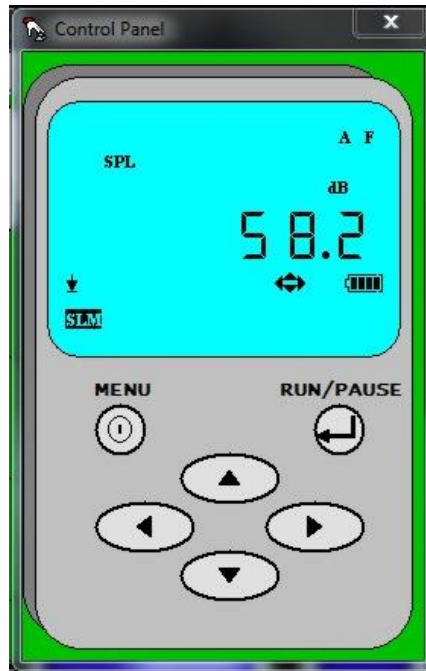 Control Panel
x
A F
SPL
dB
58.2
SLM
MENU RUN/PAUSE